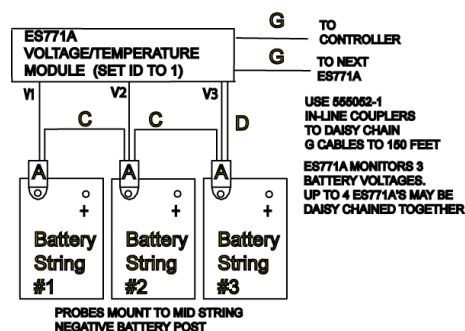 ES771A
VOLTAGE/TEMPERATURE
MODULE (SET ID TO 1)
G
TO
CONTROLLER
G
TO NEXT
ES771A
V1
V2
V3
C
C
D
USE 555052-1
IN-LINE COUPLERS
TO DAISY CHAIN
G CABLES TO 150 FEET
ES771A MONITORS 3
BATTERY VOLTAGES.
UP TO 4 ES771A'S MAY BE
DAISY CHAINED TOGETHER
A
A
A
+
+
+
Battery
String
#1
Battery
String
#2
Battery
String
#3
PROBES MOUNT TO MID STRING
NEGATIVE BATTERY POST